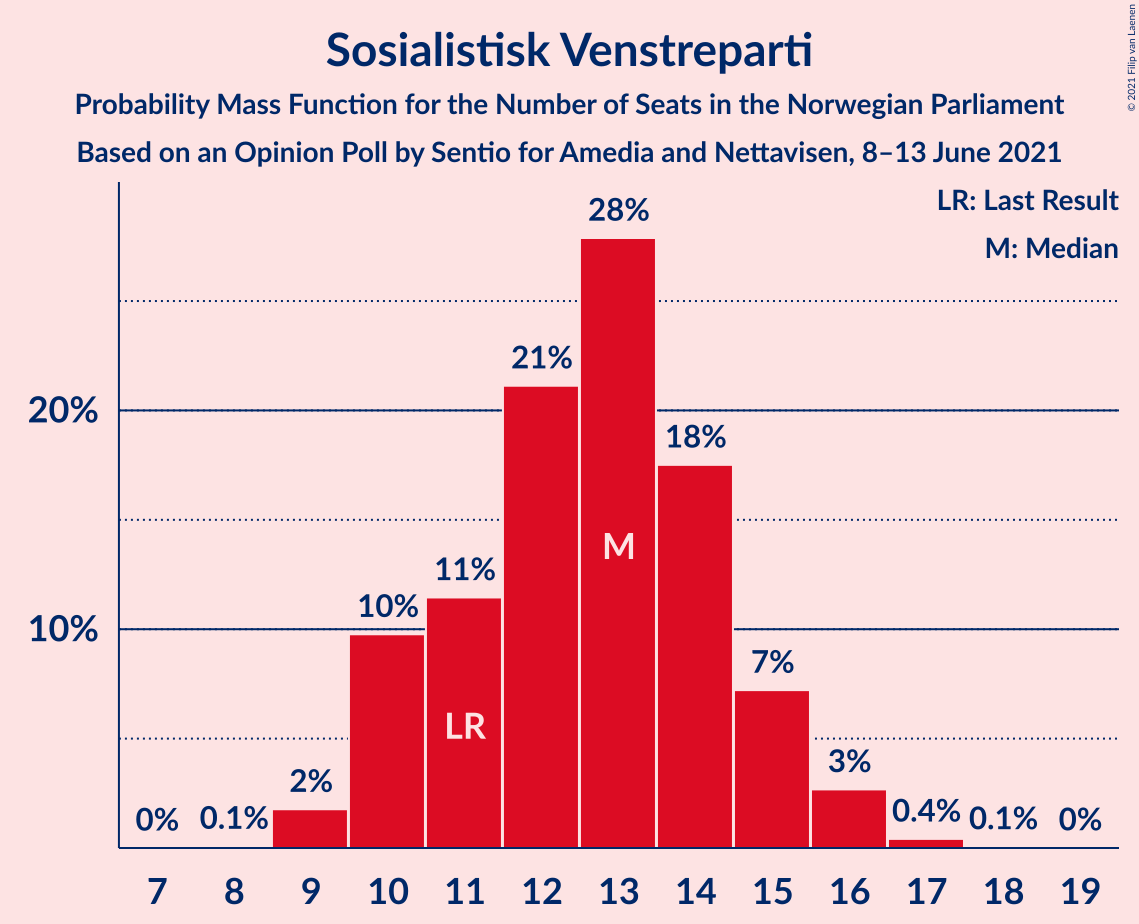 Sosialistisk Venstreparti
Probability Mass Function for the Number of Seats in the Norwegian Parliament
Based on an Opinion Poll by Sentio for Amedia and Nettavisen, 8–13 June 2021
© 2021 Filip van Laenen
LR: Last Result
M: Median
28%
21%
20%
18%
M
11%
10%
10%
7%
LR
3%
2%
0%
0.1%
0.4%
0.1%
0%
7 8 9 10 11 12 13 14 15 16 17 18 19